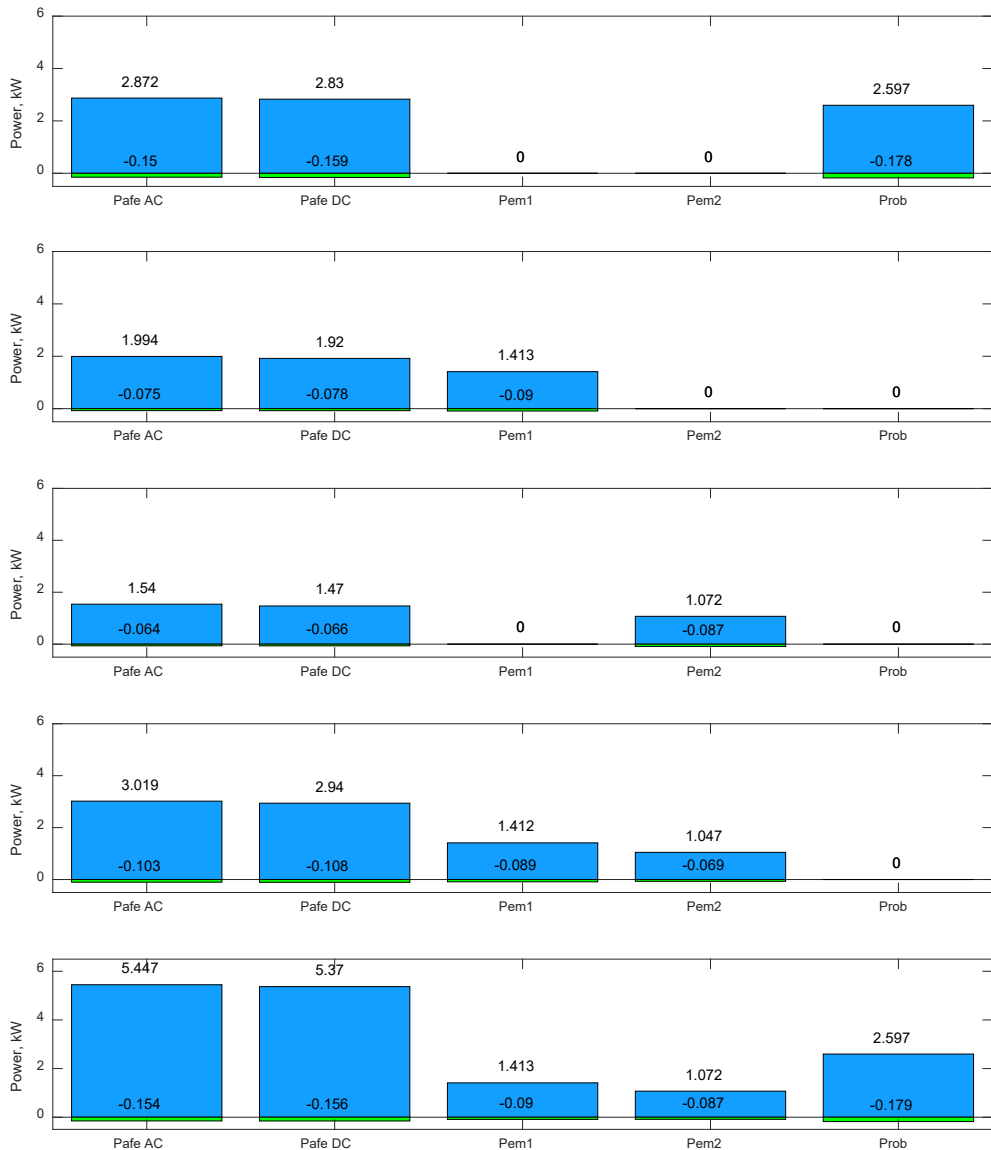 6
2.872 2.83 2.597
4
Power, kW
2
0 0
-0.15 -0.159 -0.178
0
Pafe AC Pafe DC Pem1 Pem2 Prob
6
4
Power, kW
1.994 1.92 1.413
2
-0.075 -0.078 -0.09 0 0
0
Pafe AC Pafe DC Pem1 Pem2 Prob
6
4
Power, kW
2
1.54 1.47 1.072
-0.064 -0.066 0 -0.087 0
0
Pafe AC Pafe DC Pem1 Pem2 Prob
6
4
Power, kW
3.019 2.94
2
1.412 1.047
-0.103 -0.108 -0.089 -0.069 0
0
Pafe AC Pafe DC Pem1 Pem2 Prob
6
5.447 5.37
4
Power, kW
2.597
2
1.413 1.072
-0.154 -0.156 -0.09 -0.087 -0.179
0
Pafe AC Pafe DC Pem1 Pem2 Prob